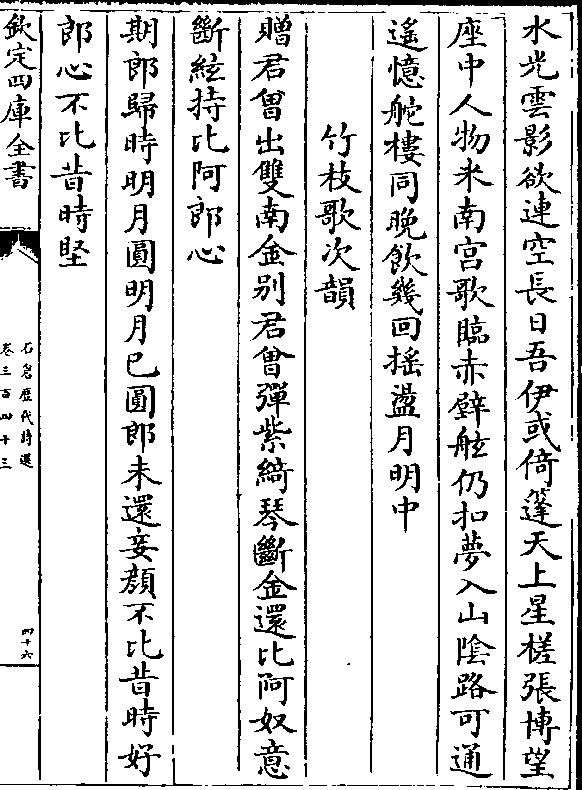 水光雲影欲連空長日吾伊或倚篷天上星槎張博望
座中人物米南宫歌臨赤壁舷仍扣夢入山陰路可通
遥憶舵樓同晩飲幾回揺盪月明中
竹枝歌次韻
贈君曾出雙南金别君曾彈紫綺琴斷金還比阿奴意
斷絃持比阿郎心
期郎歸時明月圓明月已圓郎未還妾顔不比昔時好
郎心不比昔時堅
欽定四庫全書
石倉歴代詩選
卷三百四十三
四十六